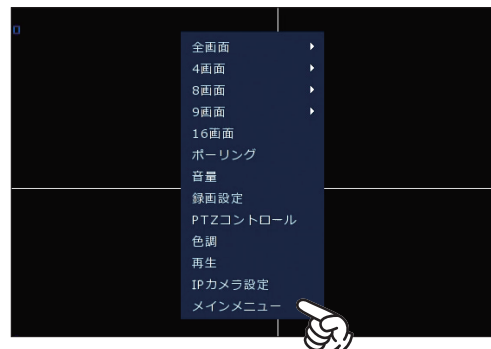 全画面
4画面
8画面
9画面
16画面
ポーリング
音量
録画設定
PTZコントロール
色調
再生
IPカメラ設定
メインメニュー